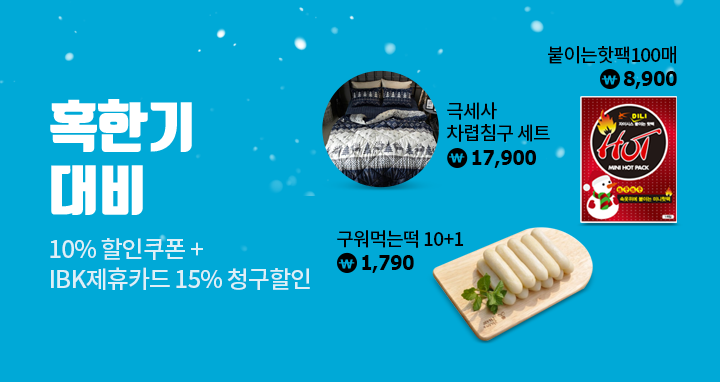 혹한기
대비
10% 할인쿠폰 +
IBK제휴카드 15% 청구할인
극세사
차렵침구 세트
₩ 17,900
붙이는핫팩100매
₩ 8,900
DILI
HOT
MINI HOT PACK
구워먹는떡 10+1
₩ 1,790